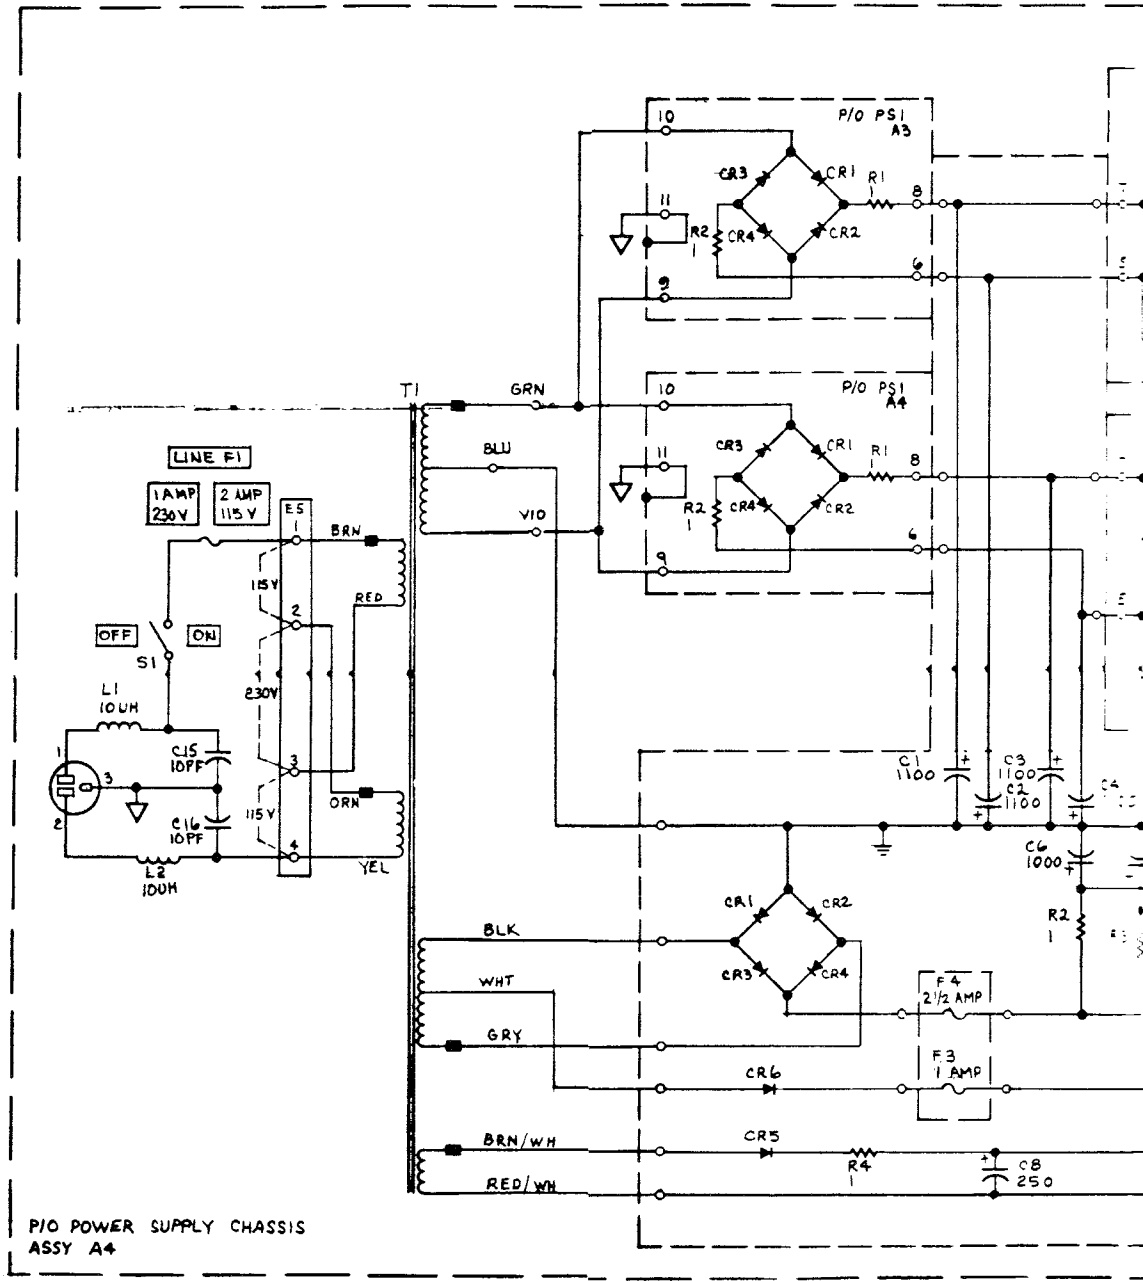 P/O PS1
A3
10
CR3
CR1
R1
1
8
11
R2
1
CR4
CR2
6
9
P/O PS1
A4
10
CR3
CR1
R1
1
8
11
R2
1
CR4
CR2
6
9
T1
GRN
BLU
VIO
LINE F1
1 AMP
230V
2 AMP
115V
E5
1
BRN
115V
RED
2
OFF
ON
S1
230V
L1
10UH
C15
10PF
1
3
3
2
C16
10PF
115V
ORN
4
L2
10UH
YEL
C1
1100
+
C3
1100
+
C2
1100
+
C4
+
C6
1000
+
+
CR1
CR2
R2
1
CR3
CR4
BLK
WHT
GRY
F4
2 1/2 AMP
F3
1 AMP
CR6
BRN/WH
CR5
R4
1
+
C8
250
RED/WH
P/O POWER SUPPLY CHASSIS
ASSY A4